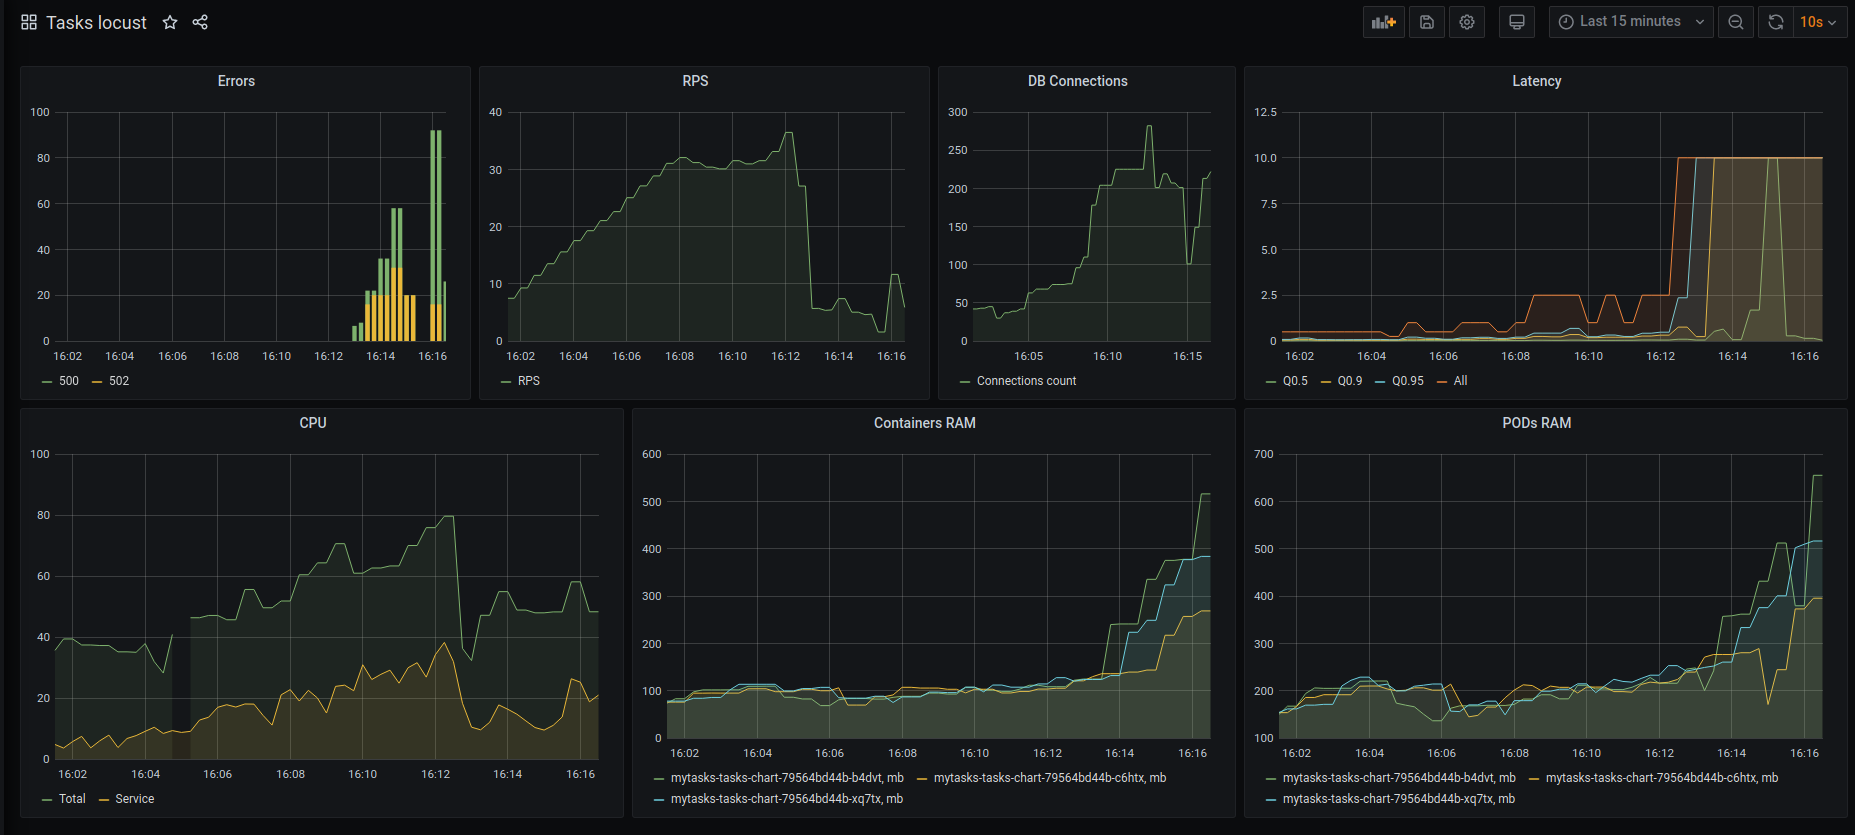 Tasks locust
Last 15 minutes
10s
Errors
100
80
60
40
20
0
16:02 16:04 16:06 16:08 16:10 16:12 16:14 16:16
500 502
RPS
40
30
20
10
0
16:02 16:04 16:06 16:08 16:10 16:12 16:14 16:16
RPS
DB Connections
300
250
200
150
100
50
0
16:05 16:10 16:15
Connections count
Latency
12.5
10.0
7.5
5.0
2.5
0
16:02 16:04 16:06 16:08 16:10 16:12 16:14 16:16
Q0.5 Q0.9 Q0.95 All
CPU
100
80
60
40
20
0
16:02 16:04 16:06 16:08 16:10 16:12 16:14 16:16
Total Service
Containers RAM
600
500
400
300
200
100
0
16:02 16:04 16:06 16:08 16:10 16:12 16:14 16:16
mytasks-tasks-chart-79564bd44b-b4dvt, mb mytasks-tasks-chart-79564bd44b-c6htx, mb
mytasks-tasks-chart-79564bd44b-xq7tx, mb
PODs RAM
700
600
500
400
300
200
100
16:02 16:04 16:06 16:08 16:10 16:12 16:14 16:16
mytasks-tasks-chart-79564bd44b-b4dvt, mb mytasks-tasks-chart-79564bd44b-c6htx, mb
mytasks-tasks-chart-79564bd44b-xq7tx, mb